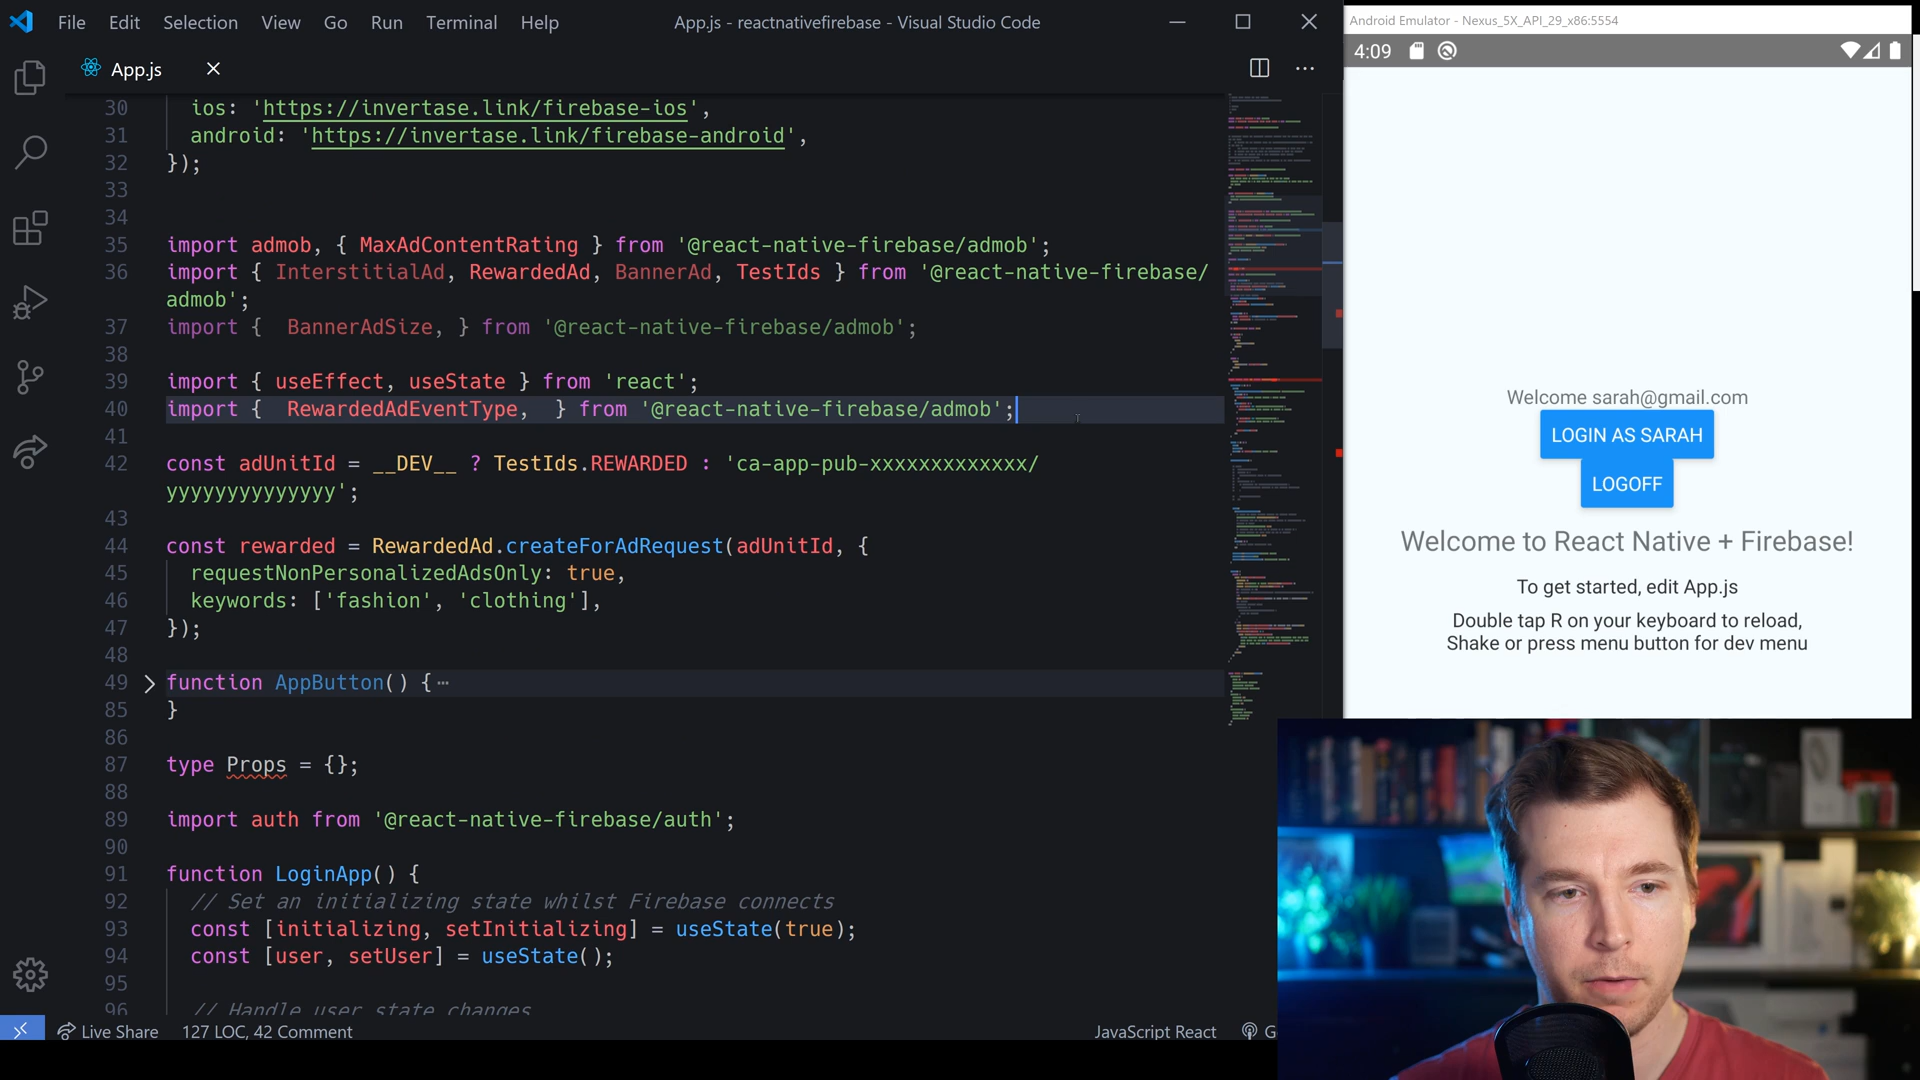 File Edit Selection View Go Run Terminal Help App.js - reactnativefirebase - Visual Studio Code
App.js
30 ios: 'https://invertase.link/firebase-ios',
31 android: 'https://invertase.link/firebase-android',
32 });
33
34
35 import admob, { MaxAdContentRating } from '@react-native-firebase/admob';
36 import { InterstitialAd, RewardedAd, BannerAd, TestIds } from '@react-native-firebase/
admob';
37 import {  BannerAdSize, } from '@react-native-firebase/admob';
38
39 import { useEffect, useState } from 'react';
40 import {  RewardedAdEventType,  } from '@react-native-firebase/admob';
41
42 const adUnitId = __DEV__ ? TestIds.REWARDED : 'ca-app-pub-xxxxxxxxxxxxx/
yyyyyyyyyyyyyy';
43
44 const rewarded = RewardedAd.createForAdRequest(adUnitId, {
45 requestNonPersonalizedAdsOnly: true,
46 keywords: ['fashion', 'clothing'],
47 });
48
49 function AppButton() { ⋯
85 }
86
87 type Props = {};
88
89 import auth from '@react-native-firebase/auth';
90
91 function LoginApp() {
92 // Set an initializing state whilst Firebase connects
93 const [initializing, setInitializing] = useState(true);
94 const [user, setUser] = useState();
95
96 // Handle user state changes
Live Share 127 LOC, 42 Comment JavaScript React
Android Emulator - Nexus_5X_API_29_x86:5554
4:09
Welcome sarah@gmail.com
LOGIN AS SARAH
LOGOFF
Welcome to React Native + Firebase!
To get started, edit App.js
Double tap R on your keyboard to reload,
Shake or press menu button for dev menu